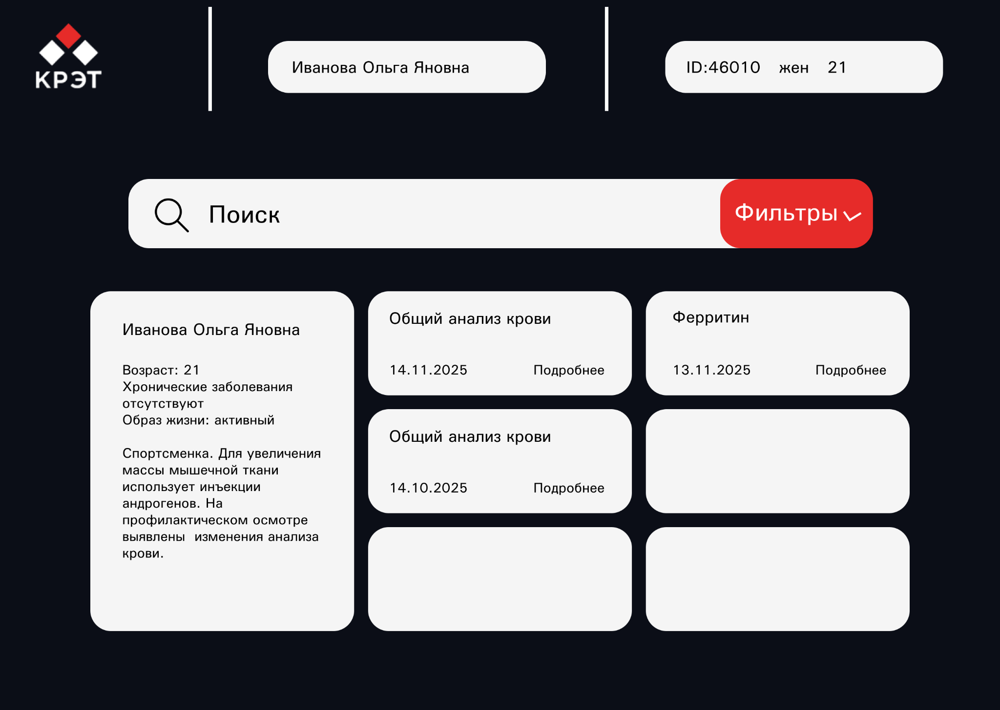 КРЭТ
Иванова Ольга Яновна
ID:46010 жен 21
Поиск
Фильтры
Иванова Ольга Яновна
Возраст: 21
Хронические заболевания
отсутствуют
Образ жизни: активный
Спортсменка. Для увеличения
массы мышечной ткани
использует инъекции
андрогенов. На
профилактическом осмотре
выявлены  изменения анализа
крови.
Общий анализ крови
14.11.2025 Подробнее
Ферритин
13.11.2025 Подробнее
Общий анализ крови
14.10.2025 Подробнее